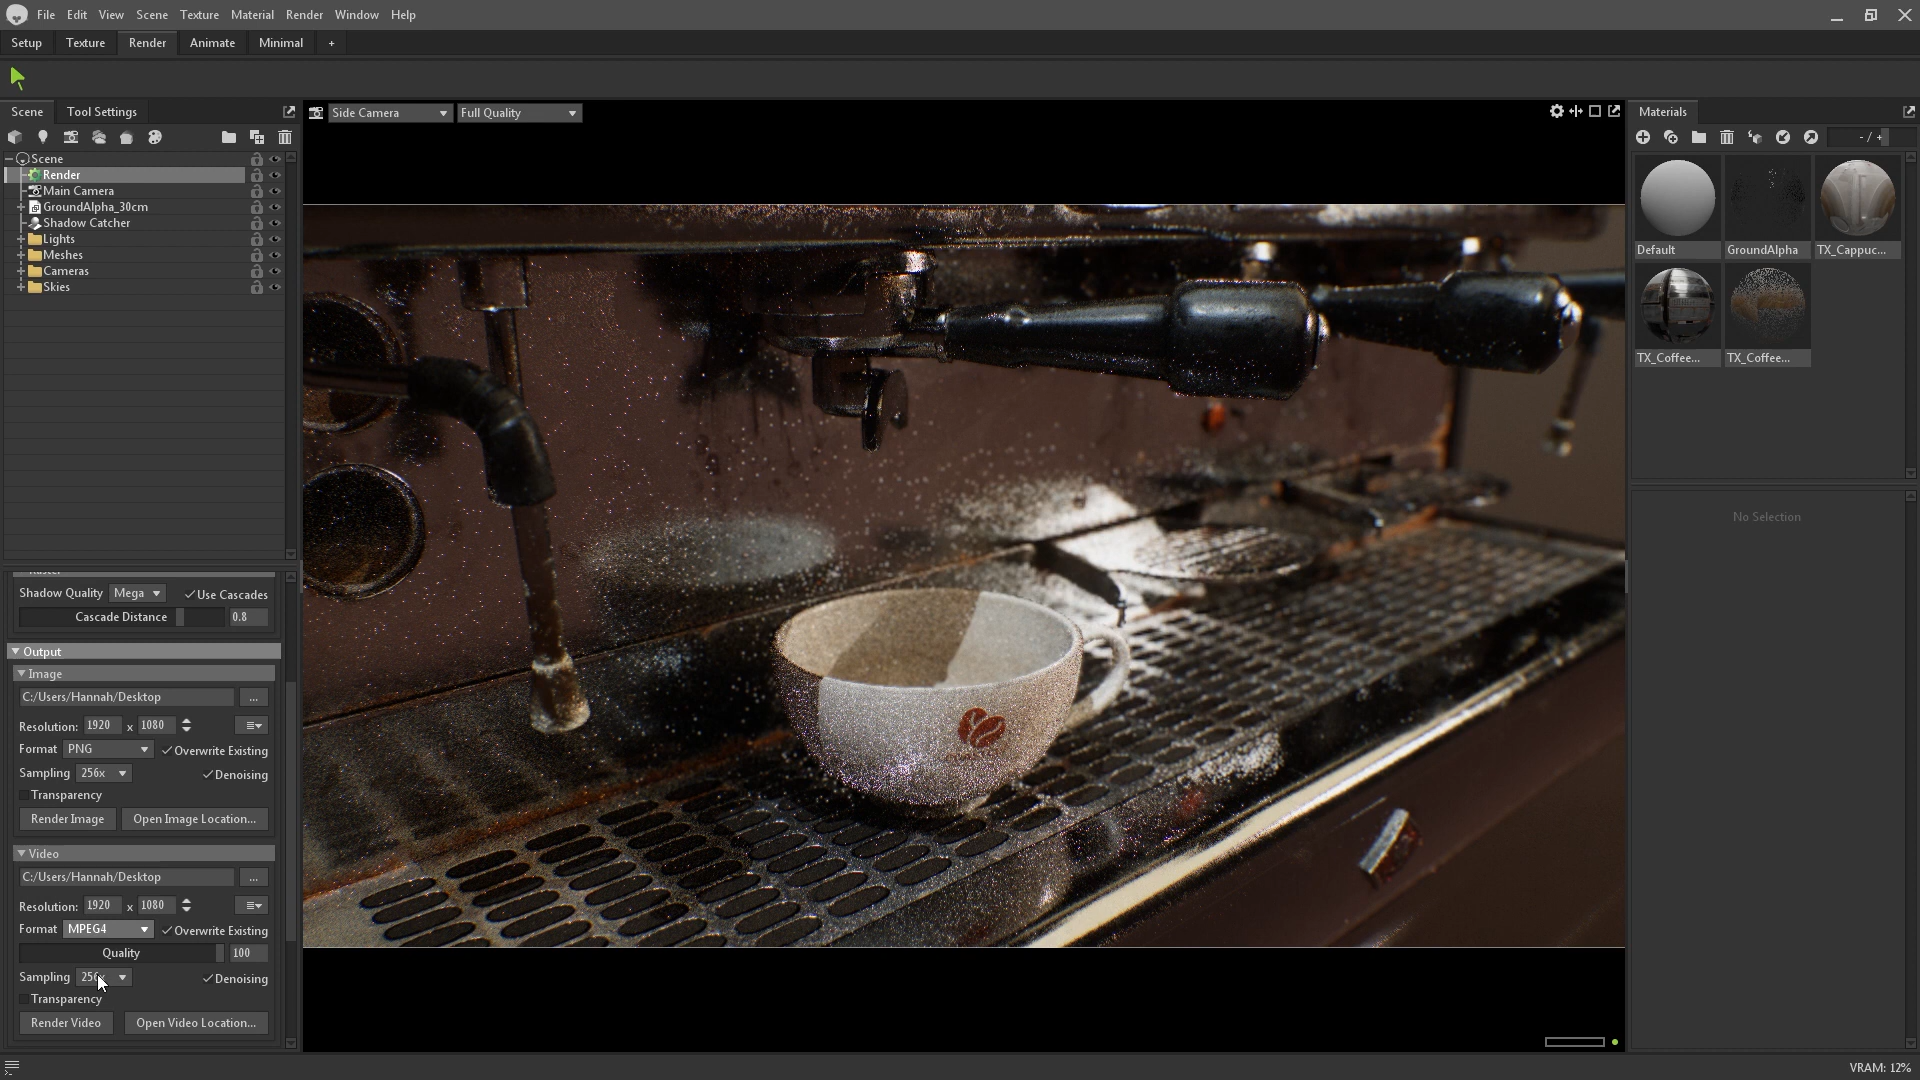 File Edit View Scene Texture Material Render Window Help
Setup Texture Render Animate Minimal +
Scene Tool Settings
Side Camera Full Quality
Materials
- / +
Scene
Render
Main Camera
GroundAlpha_30cm
Shadow Catcher
Lights
Meshes
Cameras
Skies
Default GroundAlpha TX_Cappuc...
TX_Coffee... TX_Coffee...
No Selection
Shadow Quality Mega Use Cascades
Cascade Distance 0.8
Output
Image
C:/Users/Hannah/Desktop ...
Resolution: 1920 x 1080
Format PNG Overwrite Existing
Sampling 256x Denoising
Transparency
Render Image Open Image Location...
Video
C:/Users/Hannah/Desktop ...
Resolution: 1920 x 1080
Format MPEG4 Overwrite Existing
Quality 100
Sampling 256x Denoising
Transparency
Render Video Open Video Location...
VRAM: 12%